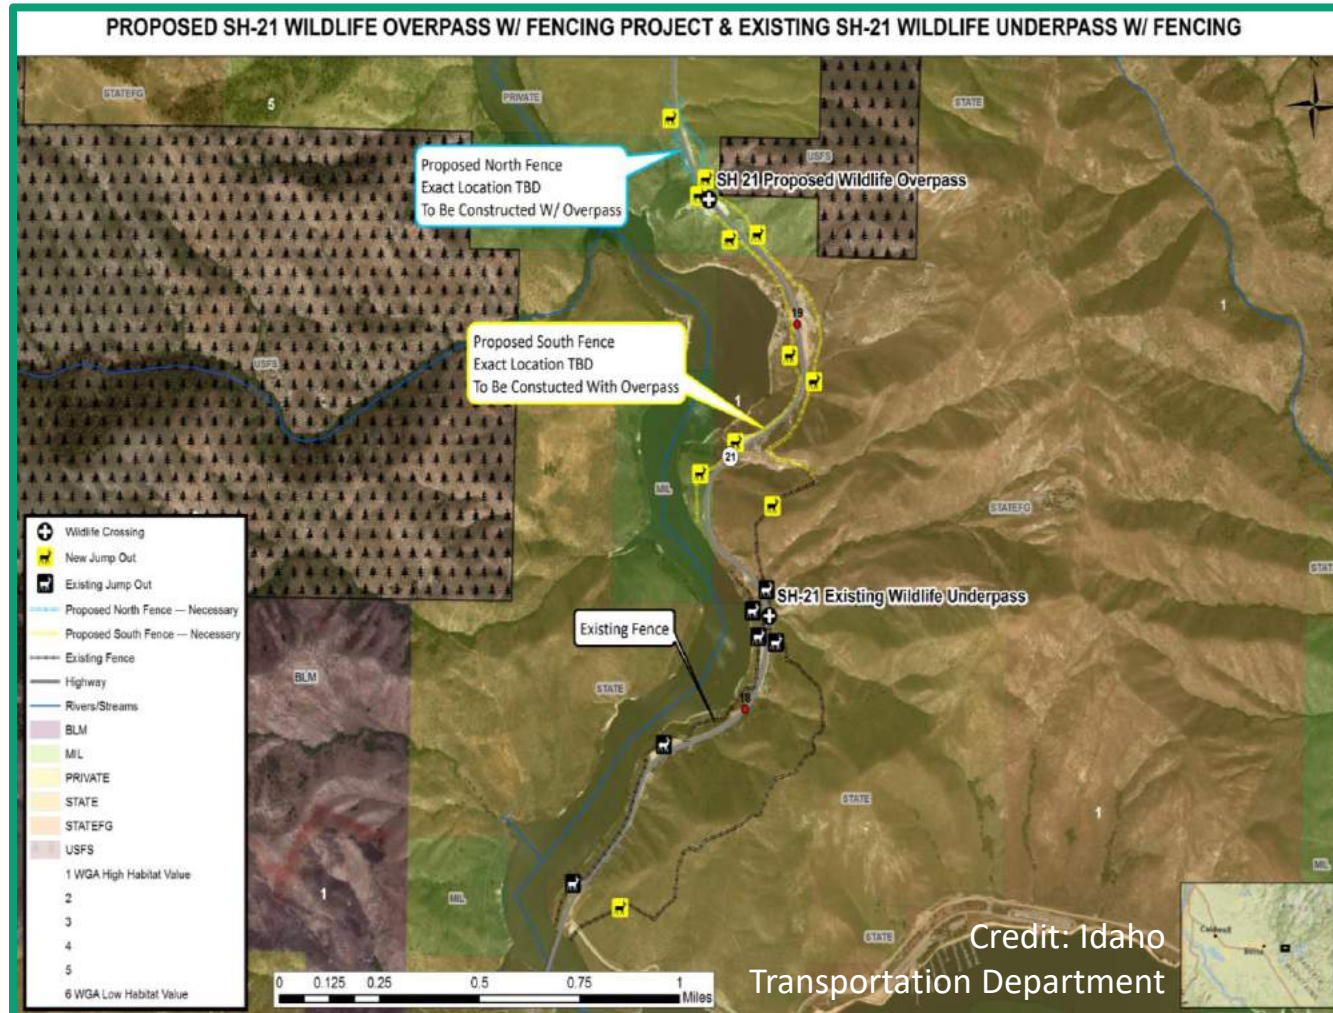 PROPOSED SH-21 WILDLIFE OVERPASS W/ FENCING PROJECT & EXISTING SH-21 WILDLIFE UNDERPASS W/ FENCING
STATEFG
5
PRIVATE
STATE
USFS
Proposed North Fence
Exact Location TBD
To Be Constructed W/ Overpass
SH 21 Proposed Wildlife Overpass
1
19
Proposed South Fence
Exact Location TBD
To Be Constucted With Overpass
USFS
1
21
MIL
STATEFG
STAT
SH-21 Existing Wildlife Underpass
Existing Fence
BLM
STATE
18
STATE
1
1
MIL
MIL
STATE
Wildlife Crossing
New Jump Out
Existing Jump Out
Proposed North Fence — Necessary
Proposed South Fence — Necessary
Existing Fence
Highway
Rivers/Streams
BLM
MIL
PRIVATE
STATE
STATEFG
USFS
1 WGA High Habitat Value
2
3
4
5
6 WGA Low Habitat Value
0 0.125 0.25 0.5 0.75 1
Miles
Credit: Idaho
Transportation Department
Caldwell